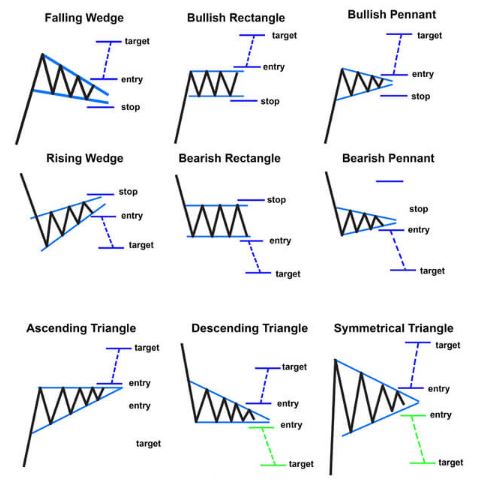 Falling Wedge
target
entry
stop
Bullish Rectangle
target
entry
stop
Bullish Pennant
target
entry
stop
Rising Wedge
stop
entry
target
Bearish Rectangle
stop
entry
target
Bearish Pennant
stop
entry
target
Ascending Triangle
target
entry
entry
target
Descending Triangle
target
entry
entry
target
Symmetrical Triangle
target
entry
entry
target